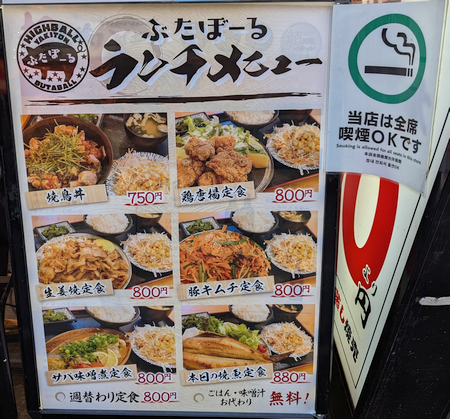 HIGHBALL
YAKITON
ぶたぼーる
BUTABALL
ぶたぼーる
ランチメニュー
焼鳥丼 750円
鶏唐揚定食 800円
生姜焼定食 800円
豚キムチ定食 800円
サバ味噌煮定食 800円
本日の焼魚定食 880円
週替わり定食 800円
ごはん・味噌汁
お代わり 無料!
当店は全席
喫煙OKです
Smoking is allowed for all seats in this store.
円